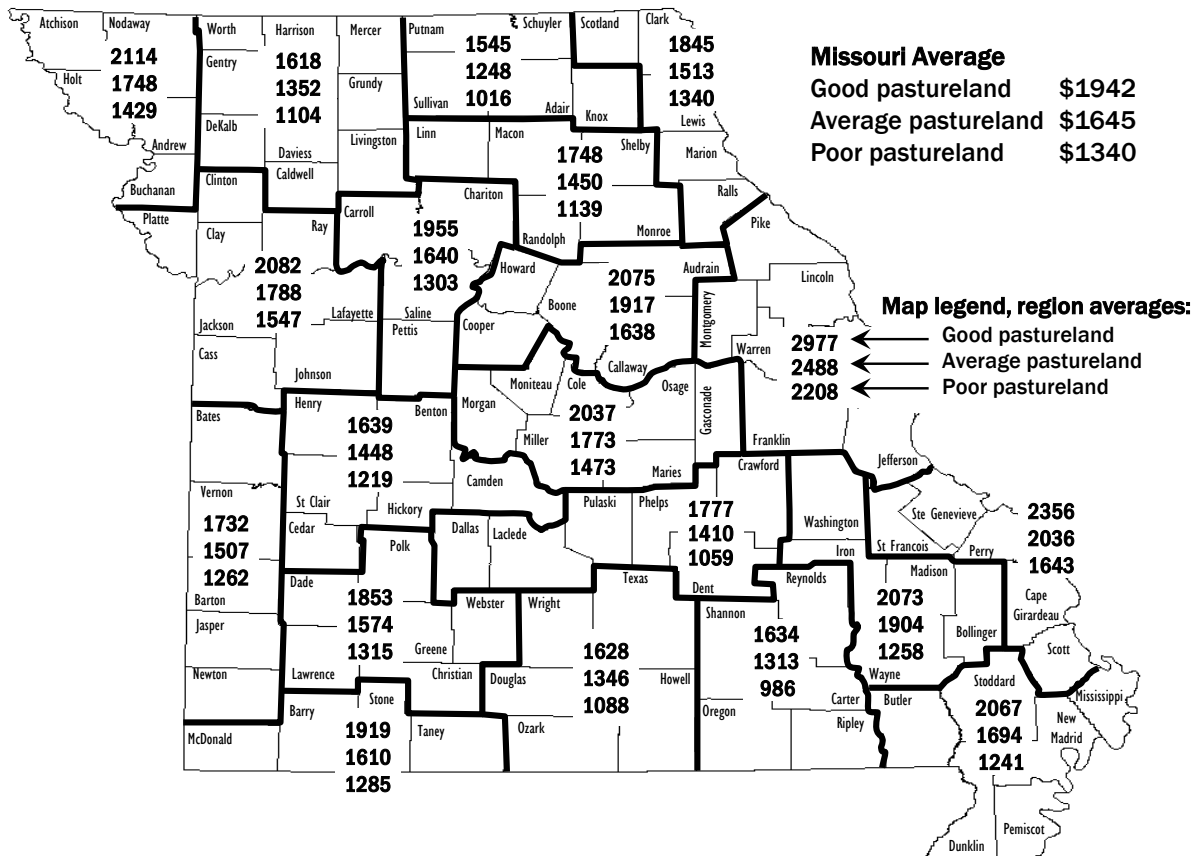 Missouri Average
Good pastureland $1942
Average pastureland $1645
Poor pastureland $1340
Map legend, region averages:
Good pastureland
Average pastureland
Poor pastureland
Atchison
Nodaway
2114
1748
1429
Holt
Andrew
Buchanan
Worth
Harrison
Mercer
Gentry
1618
1352
1104
Grundy
DeKalb
Daviess
Livingston
Caldwell
Putnam
Schuyler
1545
1248
1016
Sullivan
Adair
Scotland
Clark
1845
1513
1340
Knox
Lewis
Marion
Ralls
Linn
Macon
Shelby
1748
1450
1139
Chariton
Randolph
Monroe
Clinton
Platte
Clay
Ray
2082
1788
1547
Lafayette
Jackson
Cass
Johnson
Carroll
1955
1640
1303
Saline
Pettis
Howard
Boone
Audrain
2075
1917
1638
Cooper
Callaway
Pike
Lincoln
Montgomery
Warren
2977
2488
2208
Franklin
Jefferson
Bates
Henry
Benton
1639
1448
1219
St Clair
Hickory
Cedar
Morgan
Moniteau
Cole
Osage
Gasconade
2037
1773
1473
Miller
Maries
Camden
Vernon
1732
1507
1262
Barton
Jasper
Newton
Pulaski
Phelps
Crawford
1777
1410
1059
Dallas
Laclede
Dent
Washington
Iron
Ste Genevieve
St Francois
Perry
2356
2036
1643
Cape
Girardeau
Scott
Polk
Dade
1853
1574
1315
Greene
Webster
Lawrence
Christian
Wright
Texas
1628
1346
1088
Douglas
Howell
Ozark
Reynolds
Shannon
1634
1313
986
Carter
Oregon
Ripley
Madison
2073
1904
1258
Bollinger
Wayne
McDonald
Barry
Stone
Taney
1919
1610
1285
Butler
Stoddard
2067
1694
1241
Mississippi
New
Madrid
Pemiscot
Dunklin